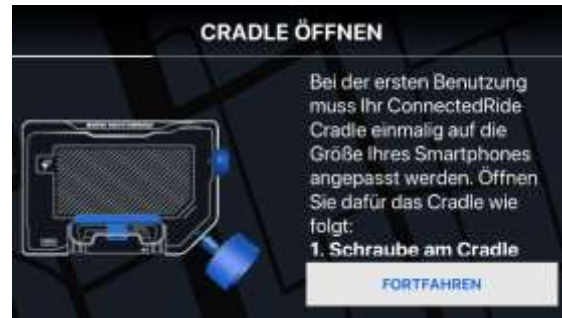 CRADLE ÖFFNEN
Bei der ersten Benutzung
muss Ihr ConnectedRide
Cradle einmalig auf die
Größe Ihres Smartphones
angepasst werden. Öffnen
Sie dafür das Cradle wie
folgt:
1. Schraube am Cradle
FORTFAHREN